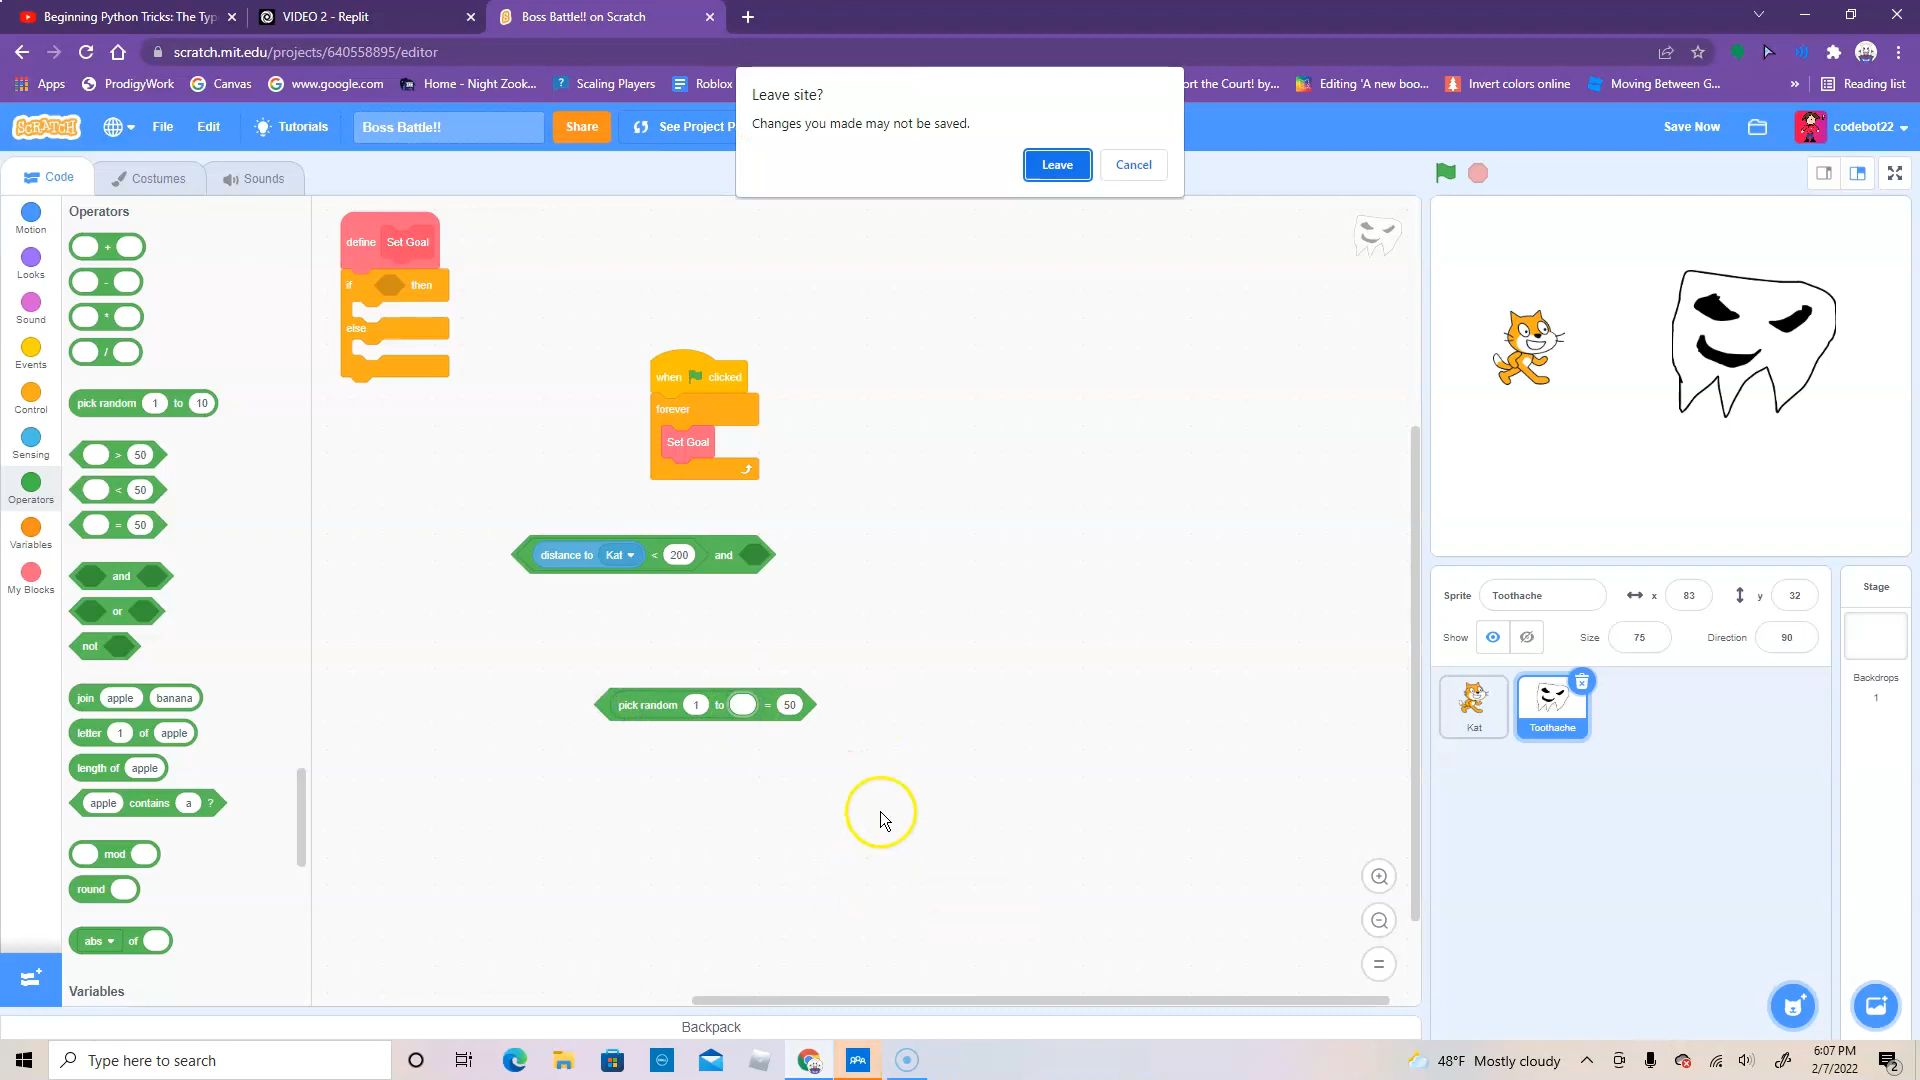 Beginning Python Tricks: The Typ
VIDEO 2 - Replit
Boss Battle!! on Scratch
scratch.mit.edu/projects/640558895/editor
Apps
ProdigyWork
Canvas
www.google.com
Home - Night Zook...
Scaling Players
Roblox
ort the Court! by...
Editing 'A new boo...
Invert colors online
Moving Between G...
»
Reading list
Leave site?
Changes you made may not be saved.
Leave
Cancel
SCRATCH
File
Edit
Tutorials
Boss Battle!!
Share
See Project P
Save Now
codebot22
Code
Costumes
Sounds
Motion
Looks
Sound
Events
Control
Sensing
Operators
Variables
My Blocks
Operators
+
-
*
/
pick random 1 to 10
> 50
< 50
= 50
and
or
not
join apple banana
letter 1 of apple
length of apple
apple contains a ?
mod
round
abs of
Variables
define Set Goal
if then
else
when clicked
forever
Set Goal
distance to Kat < 200 and
pick random 1 to = 50
Sprite Toothache x 83 y 32
Show Size 75 Direction 90
Kat
Toothache
Stage
Backdrops
1
Backpack
Type here to search
48°F Mostly cloudy
6:07 PM
2/7/2022
2